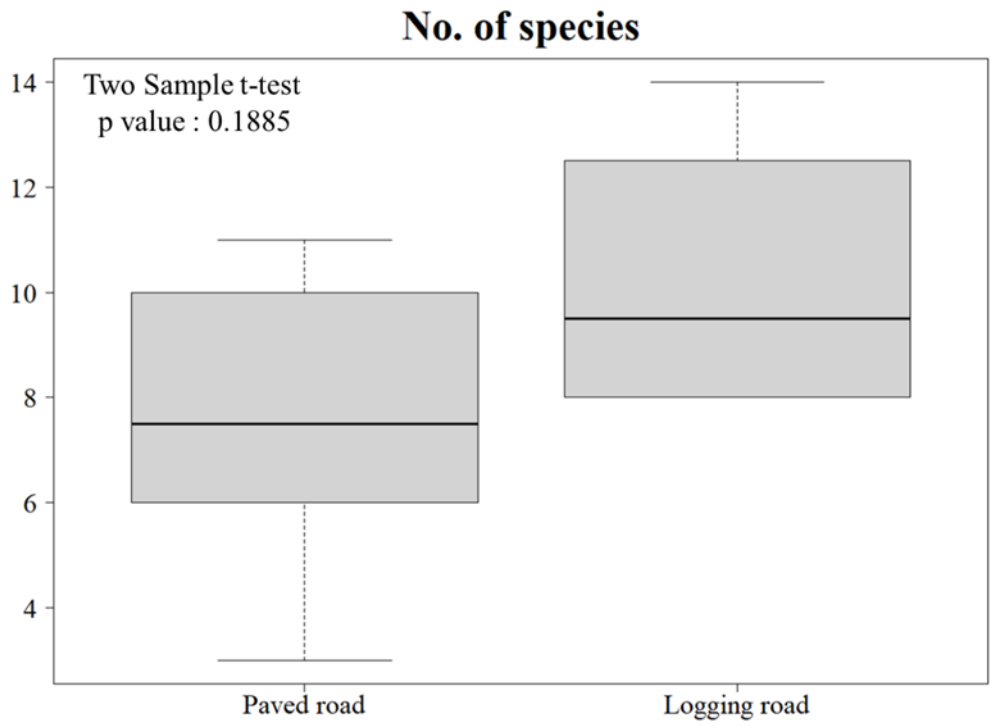 No. of species
Two Sample t-test
p value : 0.1885
14
12
10
8
6
4
Paved road
Logging road